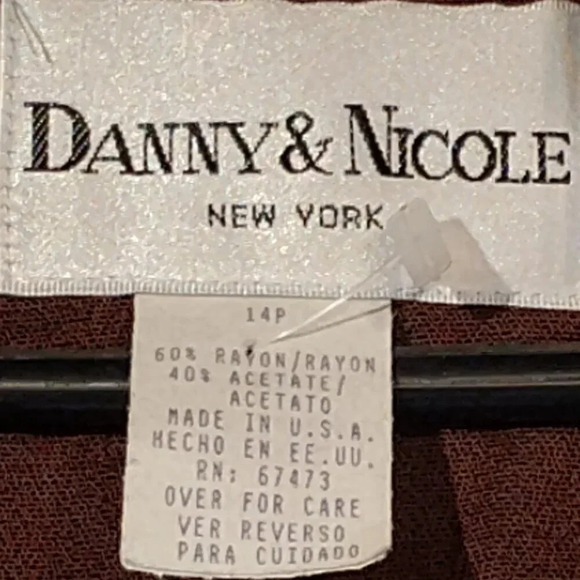 DANNY & NICOLE
NEW YORK
14P
60% RAYON/RAYON
40% ACETATE/
ACETATO
MADE IN U.S.A.
HECHO EN EE.UU.
RN: 67473
OVER FOR CARE
VER REVERSO
PARA CUIDADO